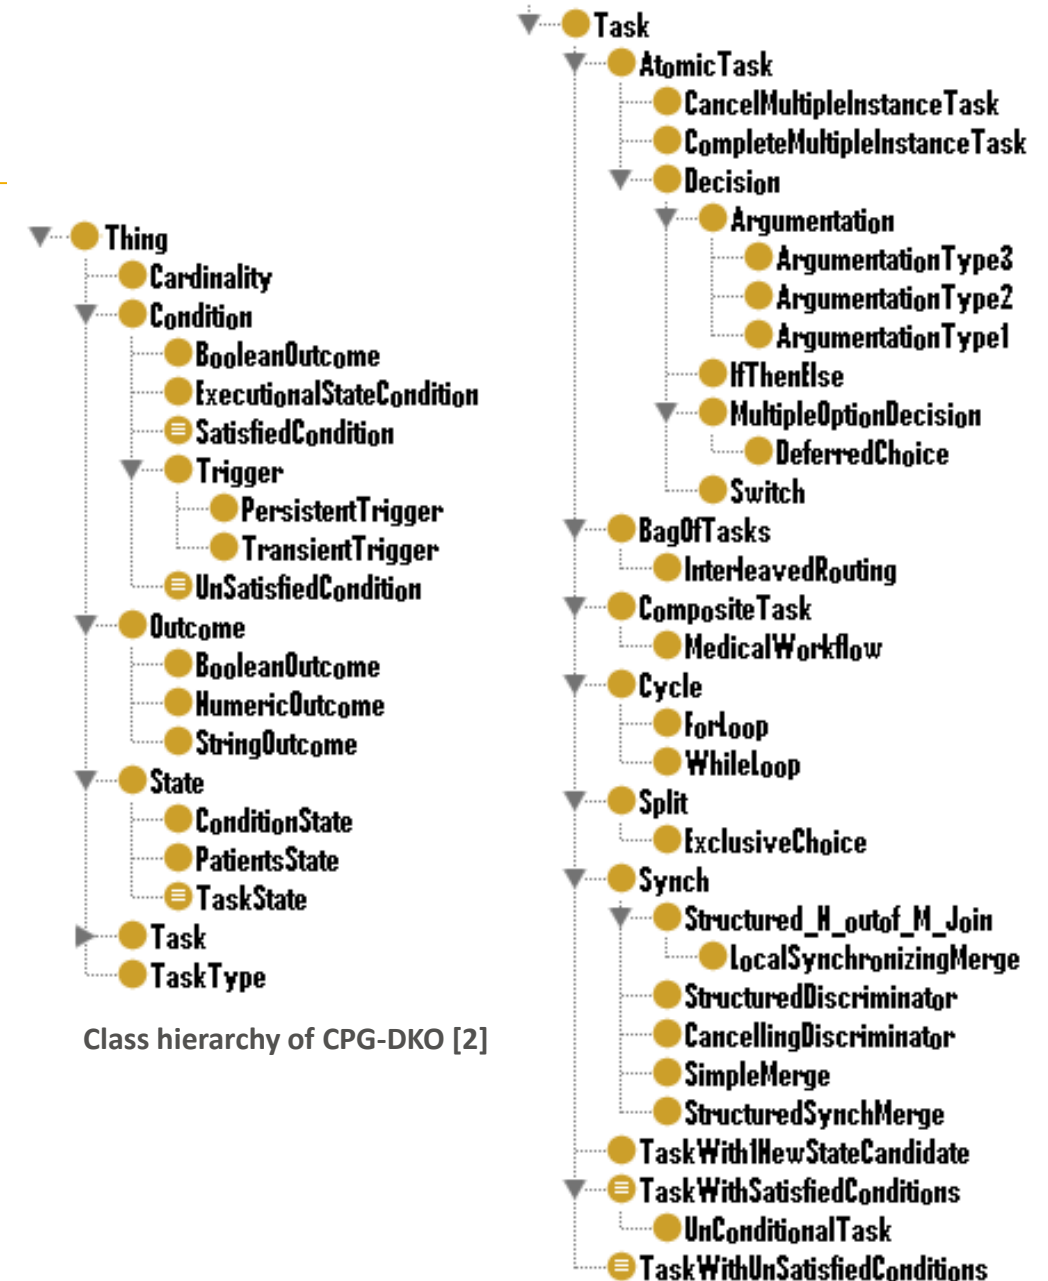 Thing
Cardinality
Condition
BooleanOutcome
ExecutionalStateCondition
SatisfiedCondition
Trigger
PersistentTrigger
TransientTrigger
UnSatisfiedCondition
Outcome
BooleanOutcome
NumericOutcome
StringOutcome
State
ConditionState
PatientsState
TaskState
Task
TaskType
Class hierarchy of CPG-DKO [2]
Task
AtomicTask
CancelMultipleInstanceTask
CompleteMultipleInstanceTask
Decision
Argumentation
ArgumentationType3
ArgumentationType2
ArgumentationType1
IfThenElse
MultipleOptionDecision
DeferredChoice
Switch
BagOfTasks
InterleavedRouting
CompositeTask
MedicalWorkflow
Cycle
ForLoop
WhileLoop
Split
ExclusiveChoice
Synch
Structured_N_outof_M_Join
LocalSynchronizingMerge
StructuredDiscriminator
CancellingDiscriminator
SimpleMerge
StructuredSynchMerge
TaskWith1NewStateCandidate
TaskWithSatisfiedConditions
UnConditionalTask
TaskWithUnSatisfiedConditions